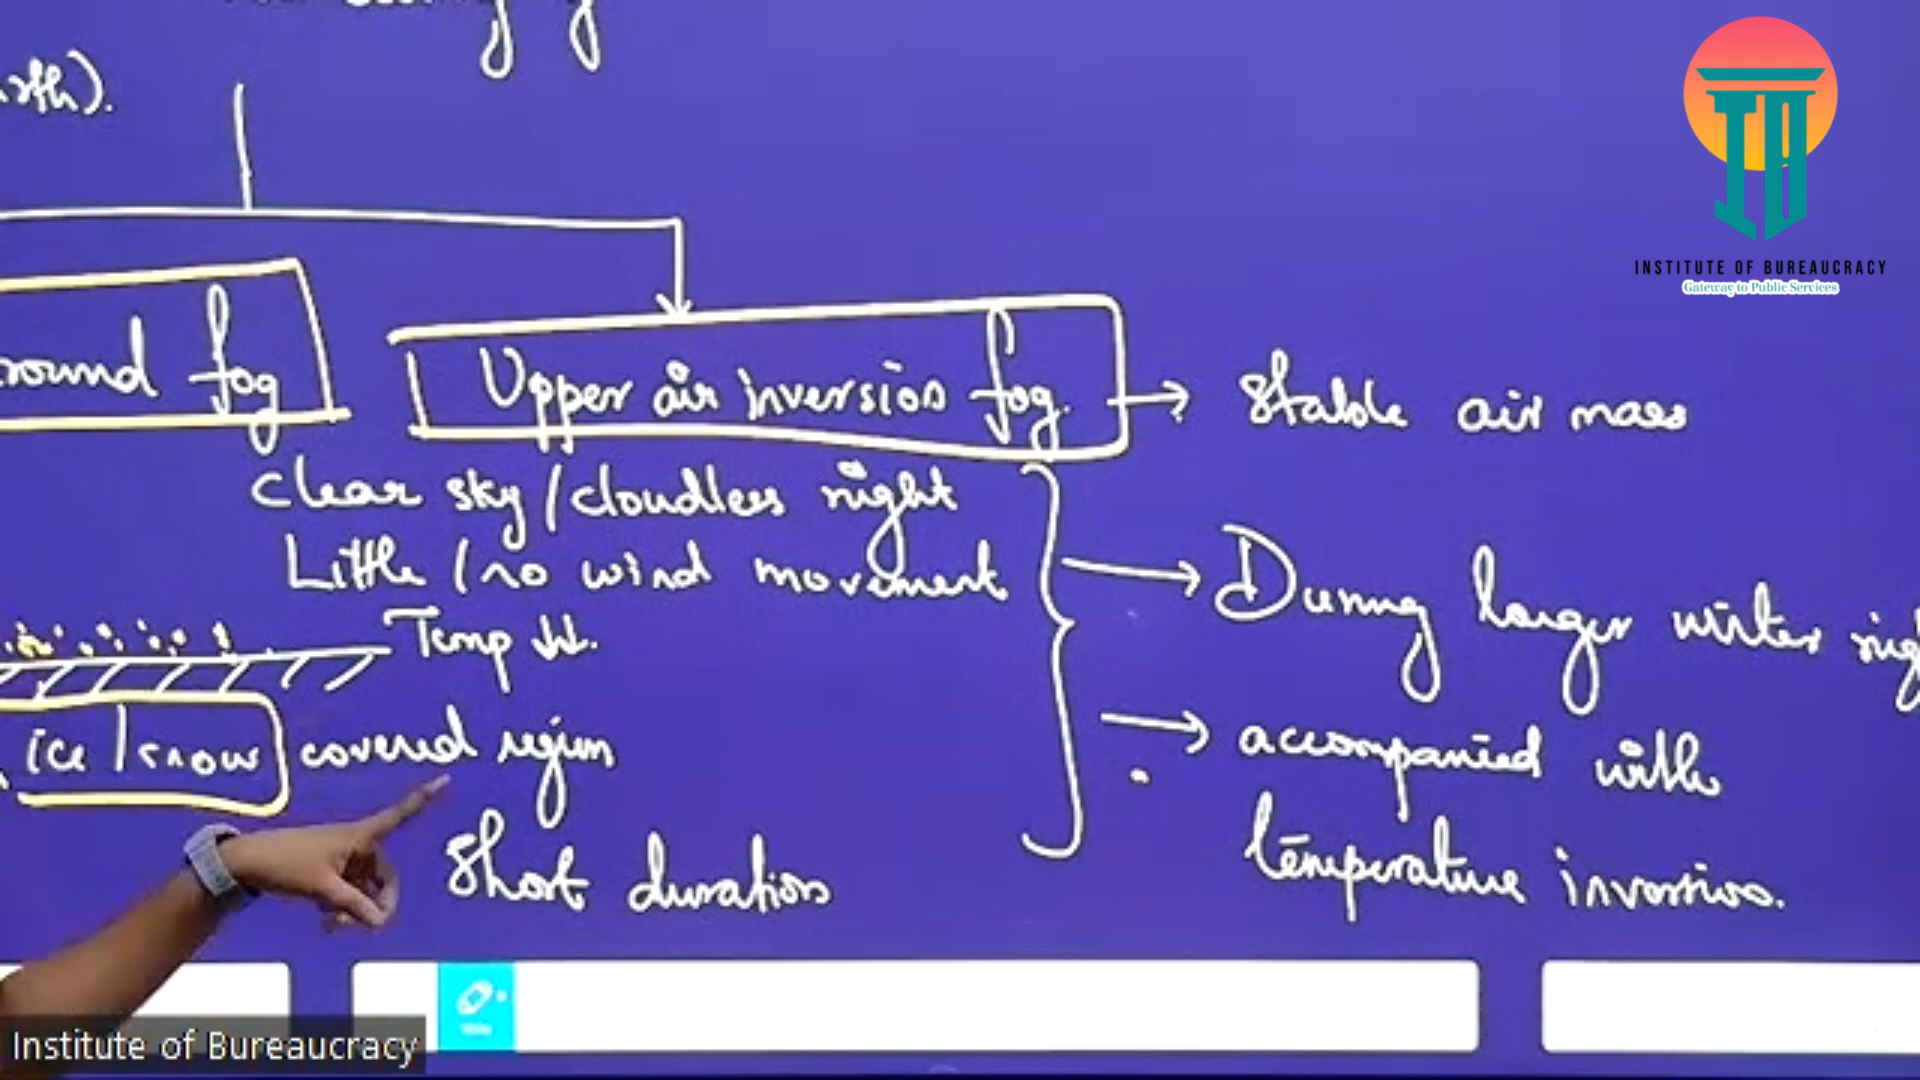 INSTITUTE OF BUREAUCRACY
Gateway to Public Services
fog
Upper air inversion fog.
Stable air mass
clear sky / cloudless night
Little / no wind movement
During longer winter
Temp ↓↓.
ice / snow covered region
accompanied with
temperature inversion.
Short duration
Institute of Bureaucracy